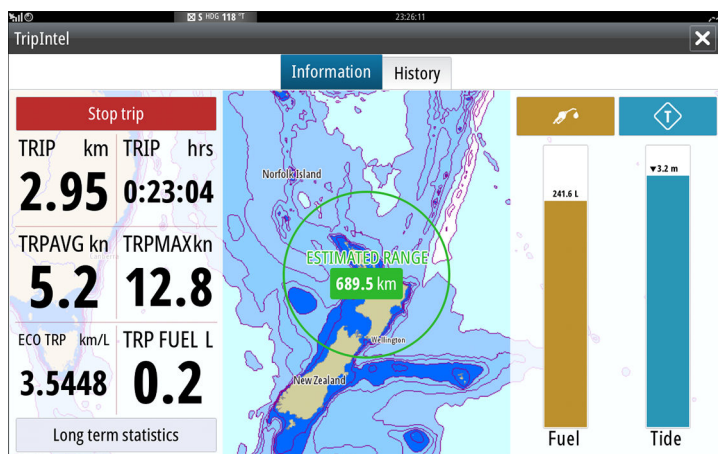 S HDG 118 °T
23:26:11
TripIntel
Information
History
Stop trip
TRIP km
2.95
TRIP hrs
0:23:04
TRPAVG kn
5.2
TRPMAX kn
12.8
ECO TRP km/L
3.5448
TRP FUEL L
0.2
Long term statistics
Norfolk Island
ESTIMATED RANGE
689.5 km
Wellington
New Zealand
T
241.6 L
▾3.2 m
Fuel
Tide